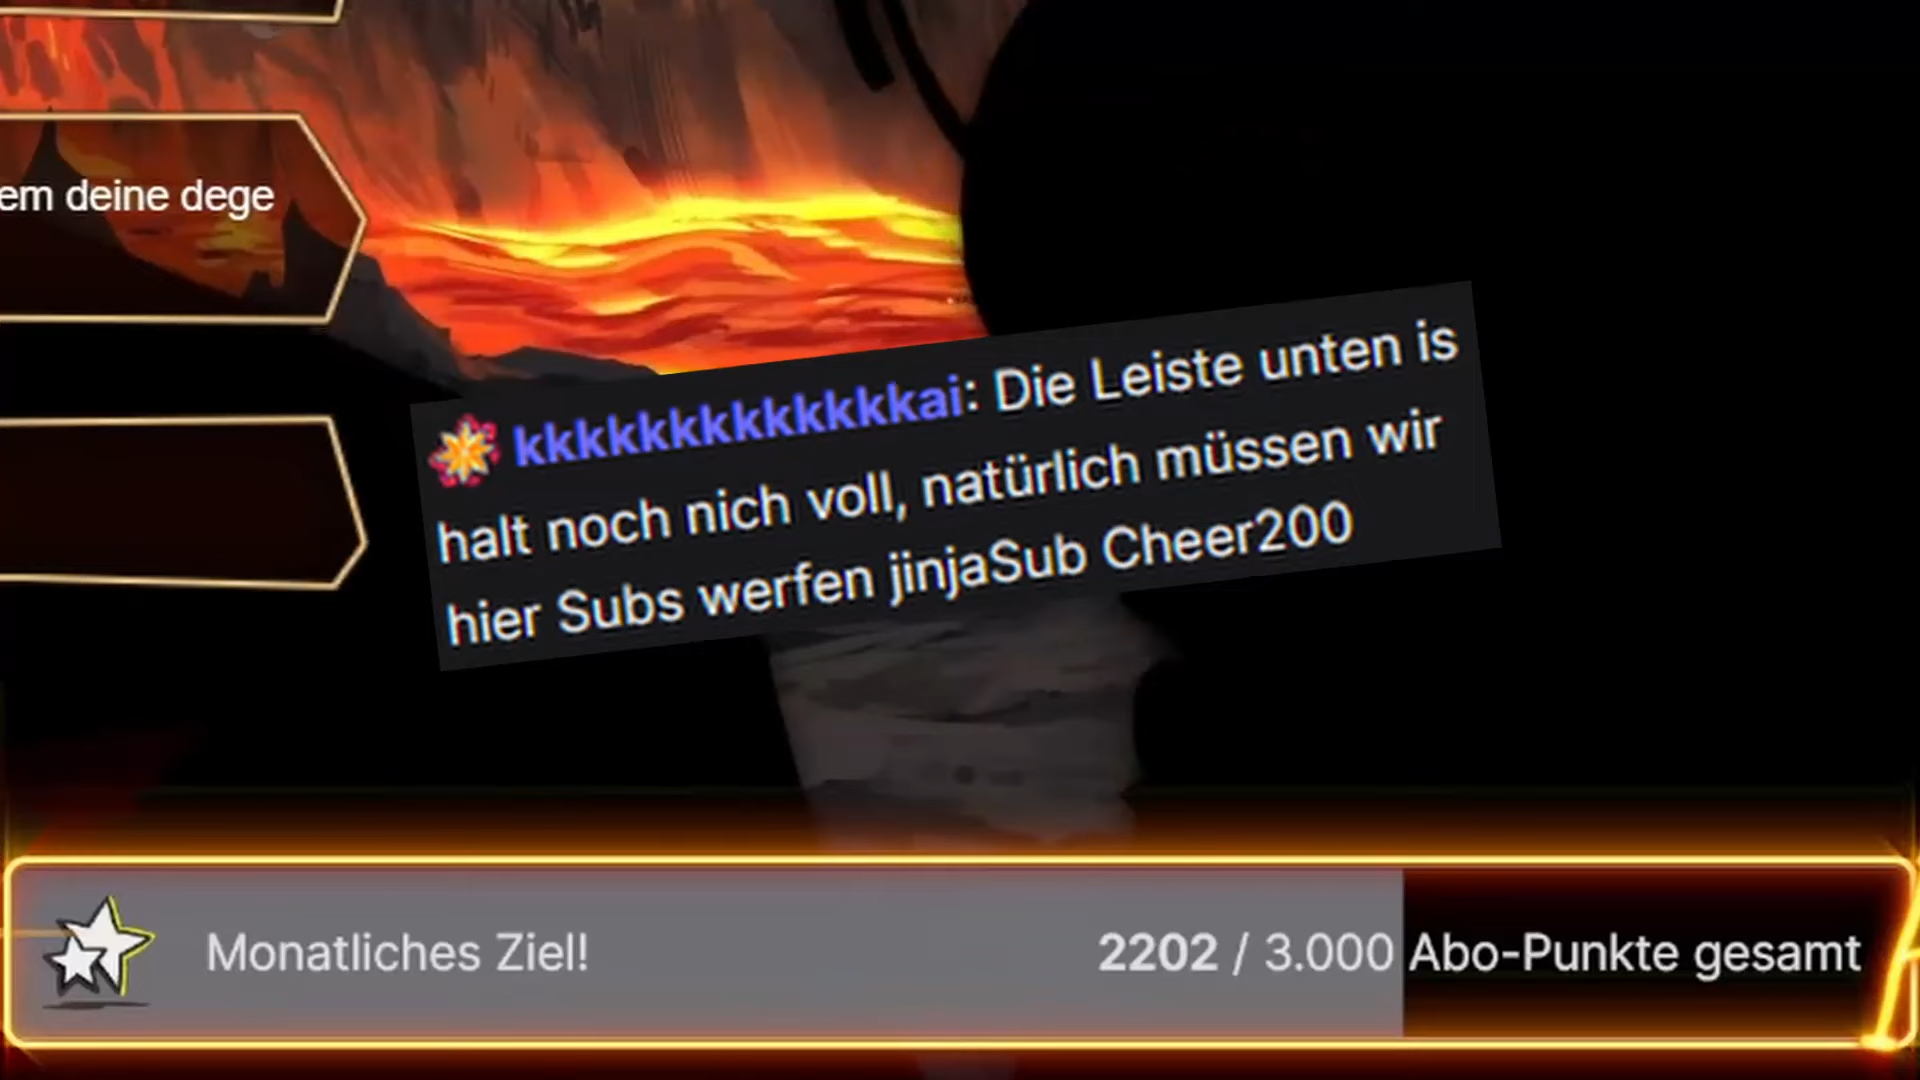 em deine dege
kkkkkkkkkkkkkkai: Die Leiste unten is
halt noch nich voll, natürlich müssen wir
hier Subs werfen jinjaSub Cheer200
Monatliches Ziel! 2202 / 3.000 Abo-Punkte gesamt